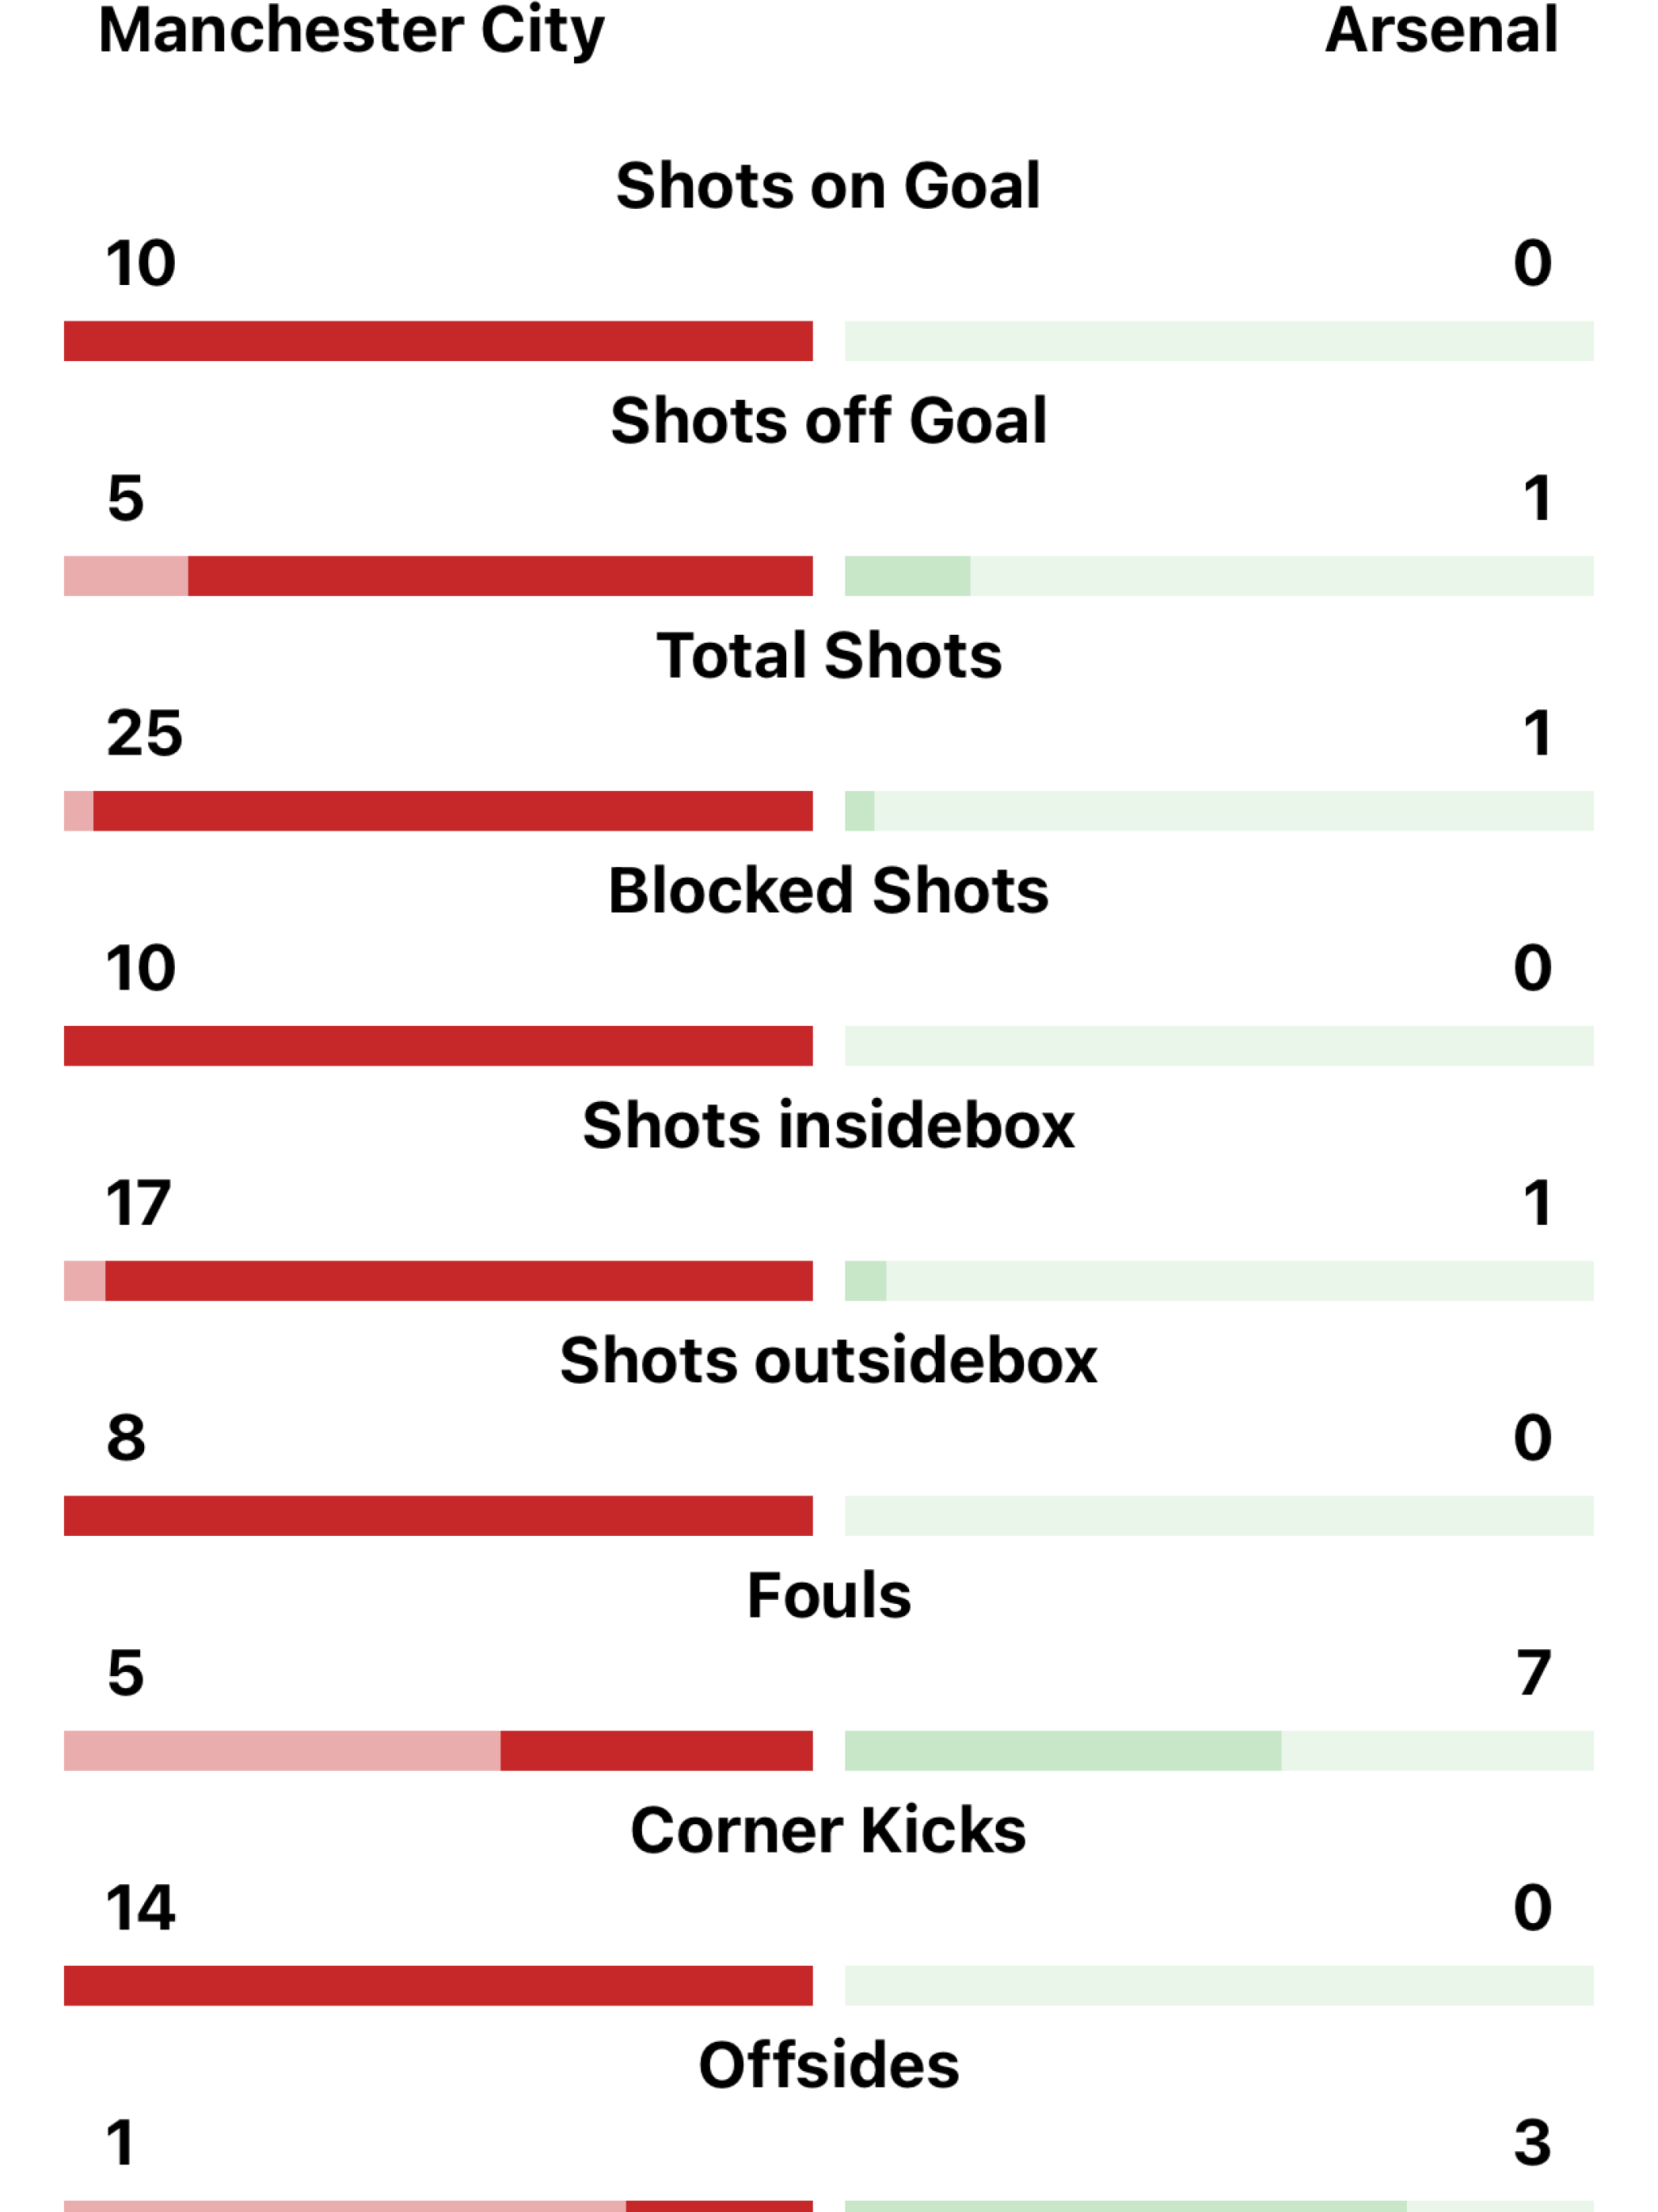 Manchester City Arsenal
Shots on Goal
10 0
Shots off Goal
5 1
Total Shots
25 1
Blocked Shots
10 0
Shots insidebox
17 1
Shots outsidebox
8 0
Fouls
5 7
Corner Kicks
14 0
Offsides
1 3